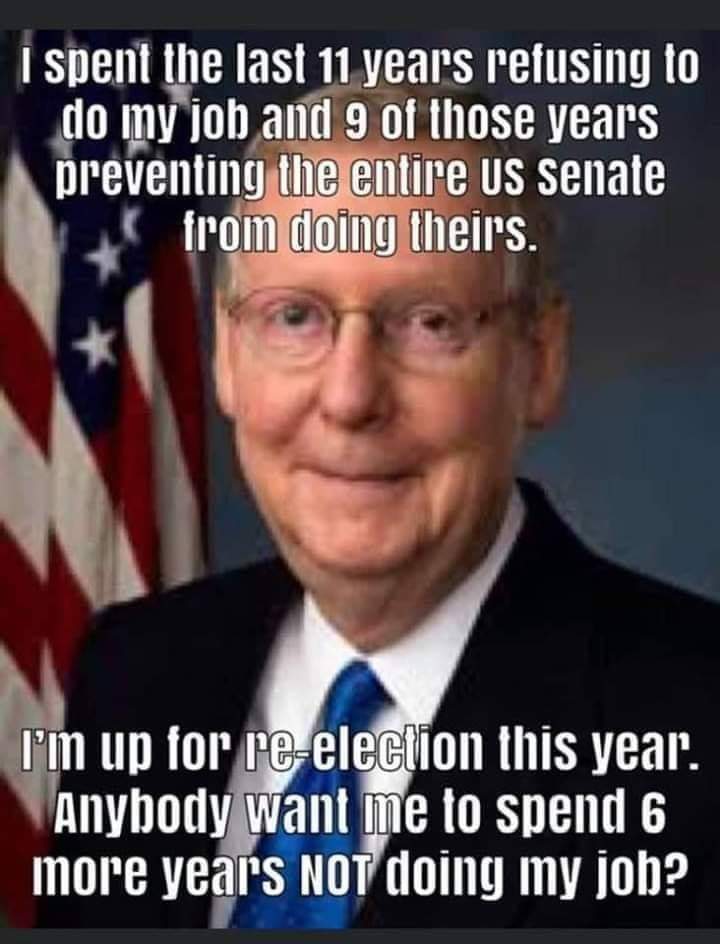 I spent the last 11 years refusing to
do my job and 9 of those years
preventing the entire US Senate
from doing theirs.
I'm up for re-election this year.
Anybody want me to spend 6
more years NOT doing my job?